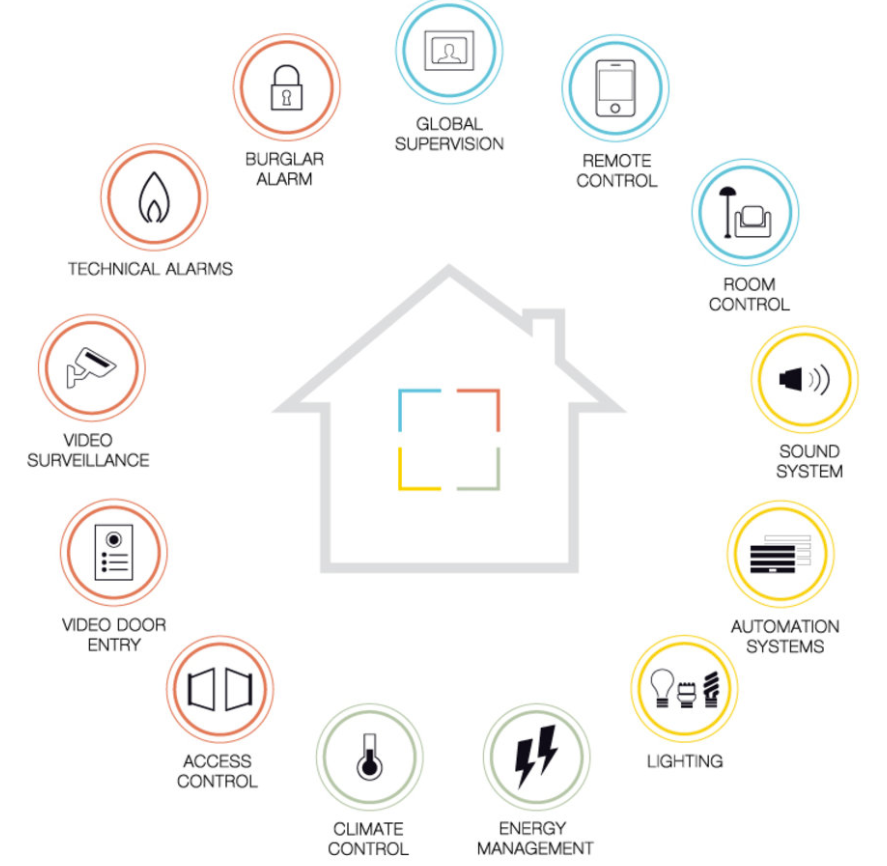 GLOBAL
SUPERVISION
REMOTE
CONTROL
ROOM
CONTROL
SOUND
SYSTEM
AUTOMATION
SYSTEMS
LIGHTING
ENERGY
MANAGEMENT
CLIMATE
CONTROL
ACCESS
CONTROL
VIDEO DOOR
ENTRY
VIDEO
SURVEILLANCE
TECHNICAL ALARMS
BURGLAR
ALARM